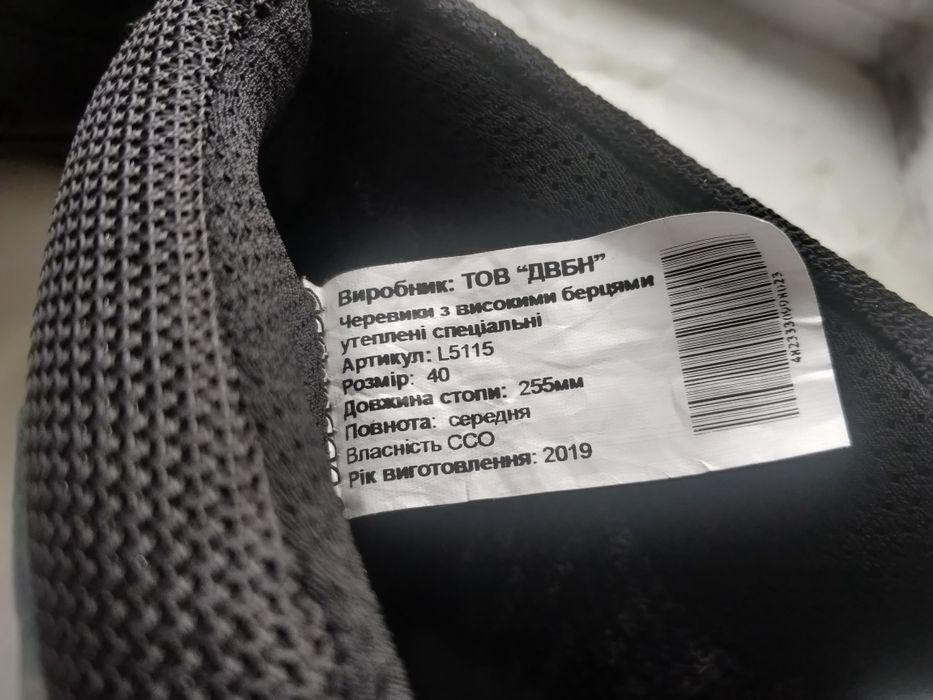 Виробник: ТОВ “ДВБН”
Черевики з високими берцями
утеплені спеціальні
Артикул: L5115
Розмір: 40
Довжина стопи: 255мм
Повнота: середня
Власність ССО
Рік виготовлення: 2019